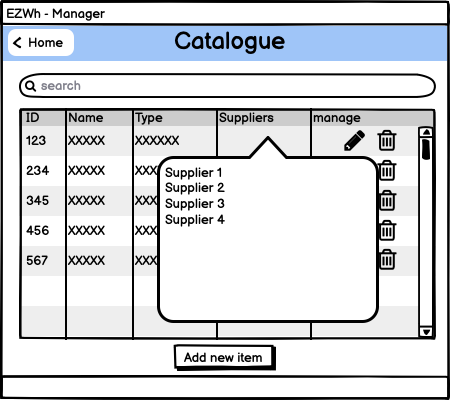 EZWh - Manager
Home
Catalogue
search
ID Name Type Suppliers manage
123 XXXXX XXXXXX
Supplier 1
234 XXXXX XXX
Supplier 2
345 XXXXX XXX
Supplier 3
Supplier 4
456 XXXXX XXX
567 XXXXX XXX
Add new item